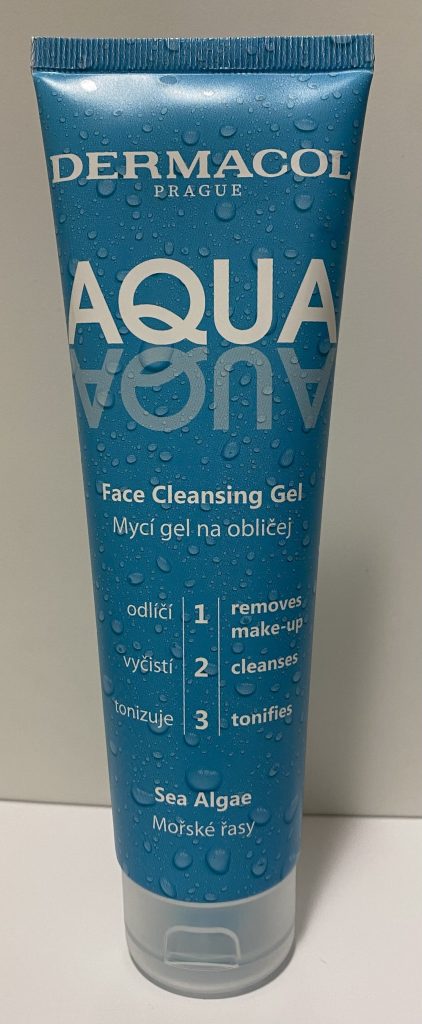 DERMACOL
PRAGUE
AQUA
AQUA
Face Cleansing Gel
Mycí gel na obličej
odlíčí 1 removes make-up
vyčistí 2 cleanses
tonizuje 3 tonifies
Sea Algae
Mořské řasy